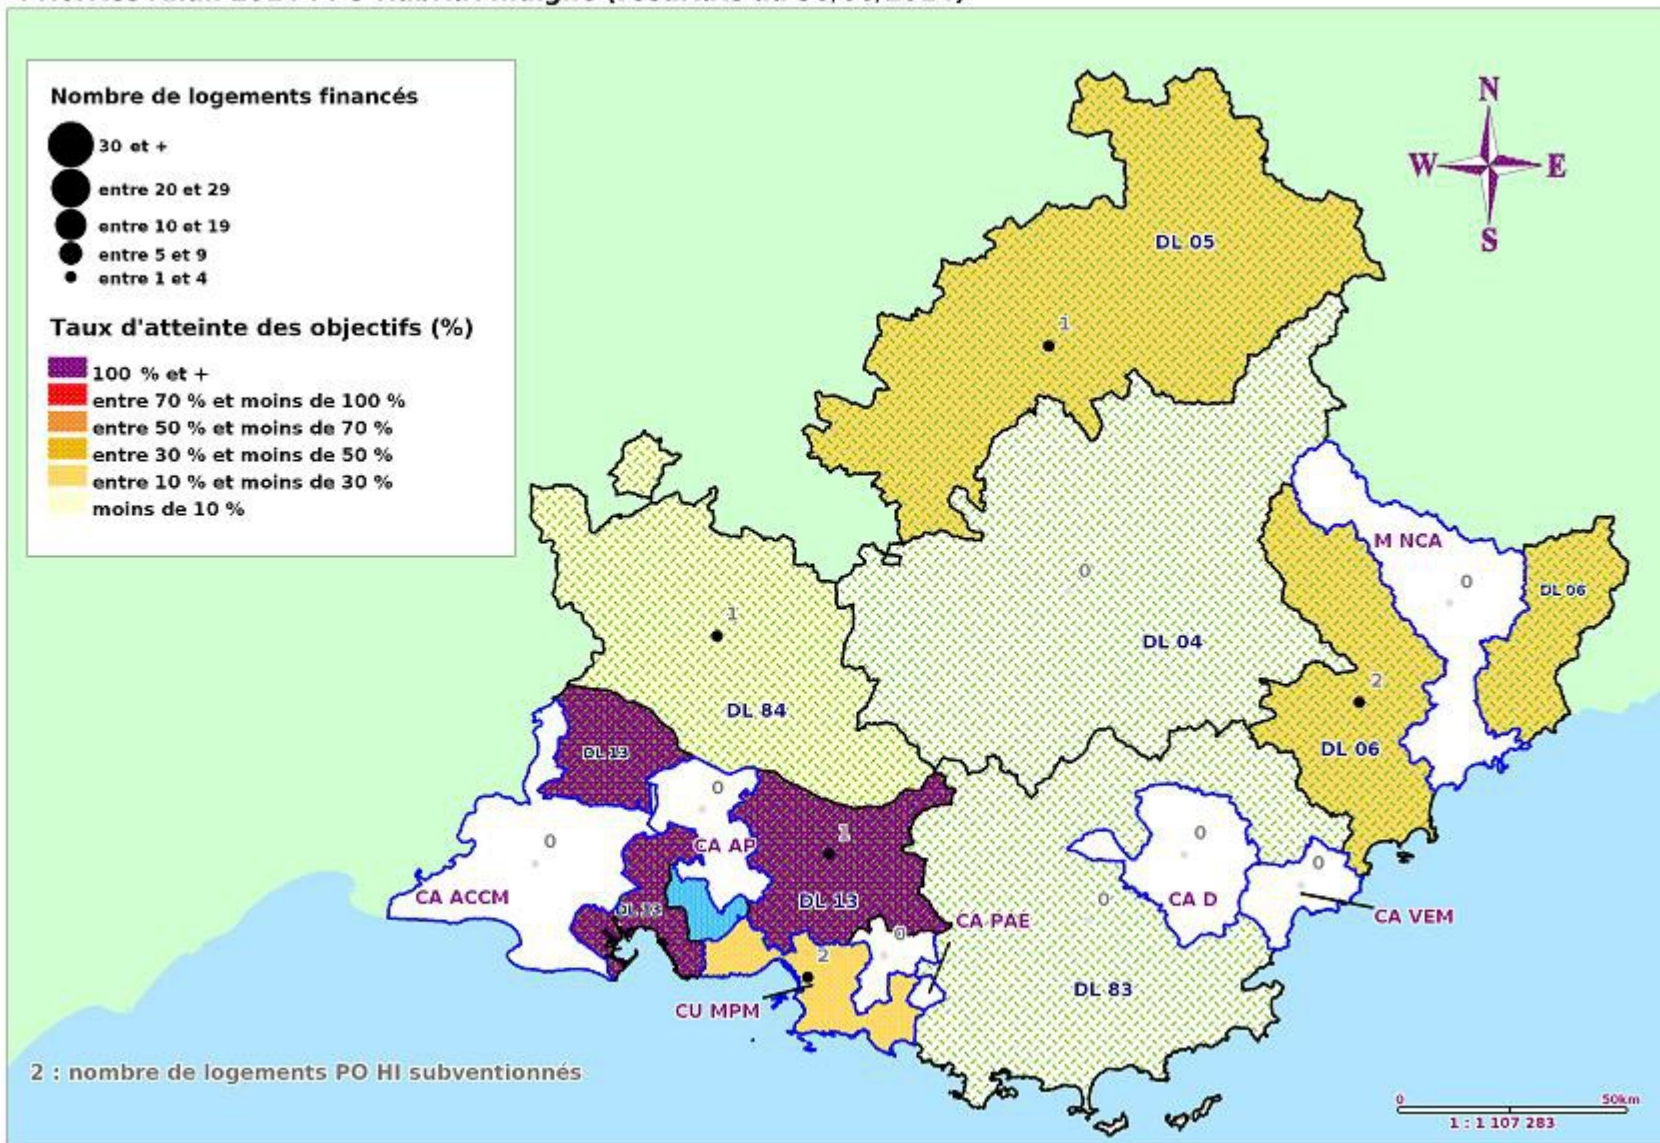 Nombre de logements financés
30 et +
entre 20 et 29
entre 10 et 19
entre 5 et 9
entre 1 et 4
Taux d'atteinte des objectifs (%)
100 % et +
entre 70 % et moins de 100 %
entre 50 % et moins de 70 %
entre 30 % et moins de 50 %
entre 10 % et moins de 30 %
moins de 10 %
N
W E
S
DL 05
1
M NCA
0
0
DL 06
1
DL 04
2
DL 84
DL 06
DL 13
0
0
1
0
CA AP
0
CA ACCM
0
CA D
DL 13
DL 13
CA PAE
CA VEM
0
2
DL 83
CU MPM
2 : nombre de logements PO HI subventionnés
0 50km
1 : 1 107 283